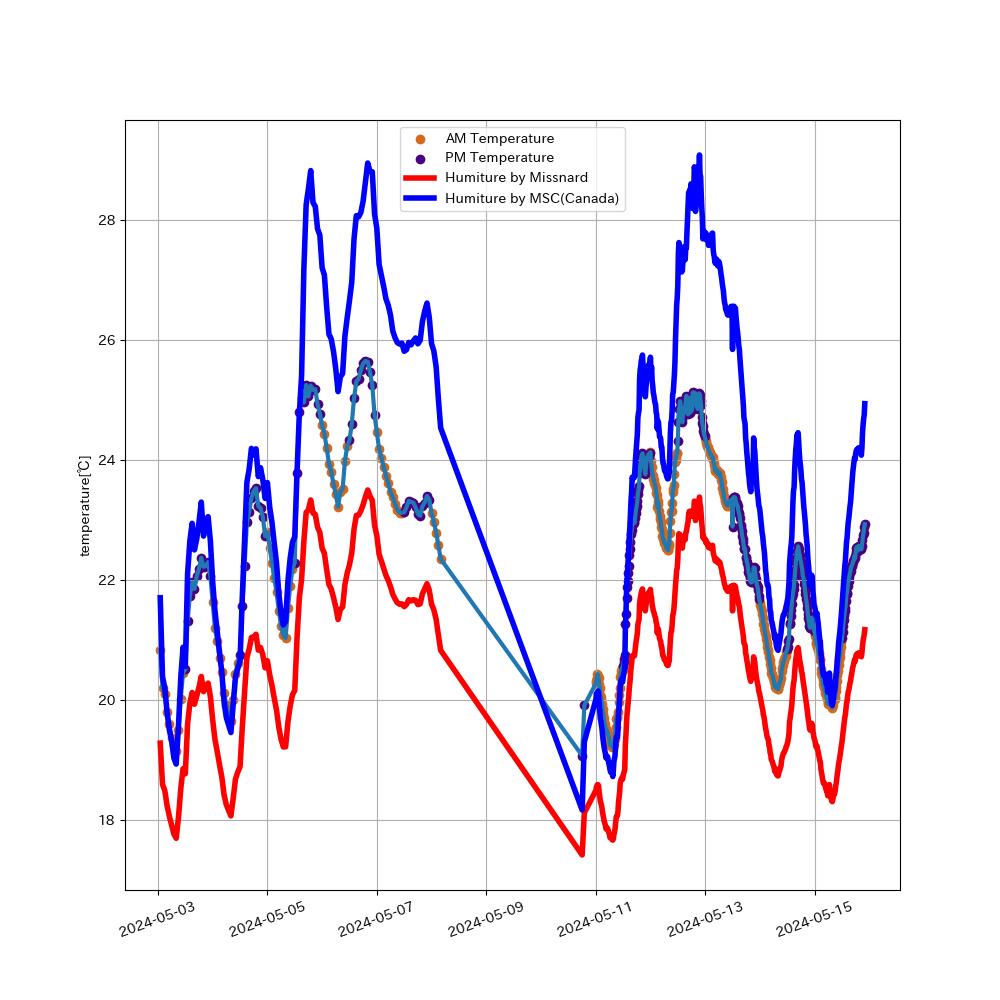 AM Temperature
PM Temperature
Humiture by Missnard
Humiture by MSC(Canada)
temperature[℃]
28
26
24
22
20
18
2024-05-03
2024-05-05
2024-05-07
2024-05-09
2024-05-11
2024-05-13
2024-05-15